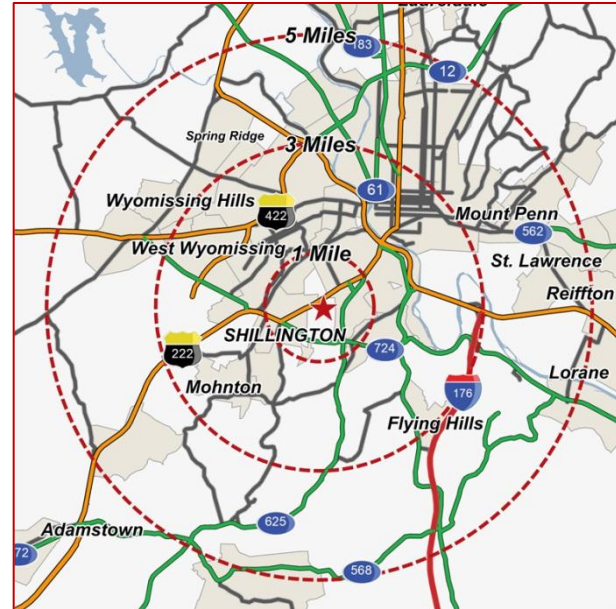 5 Miles
183
12
Spring Ridge
3 Miles
61
Wyomissing Hills
422
Mount Penn
562
West Wyomissing
1 Mile
St. Lawrence
Reiffton
SHILLINGTON
222
724
Mohnton
Lorane
176
Flying Hills
625
Adamstown
72
568